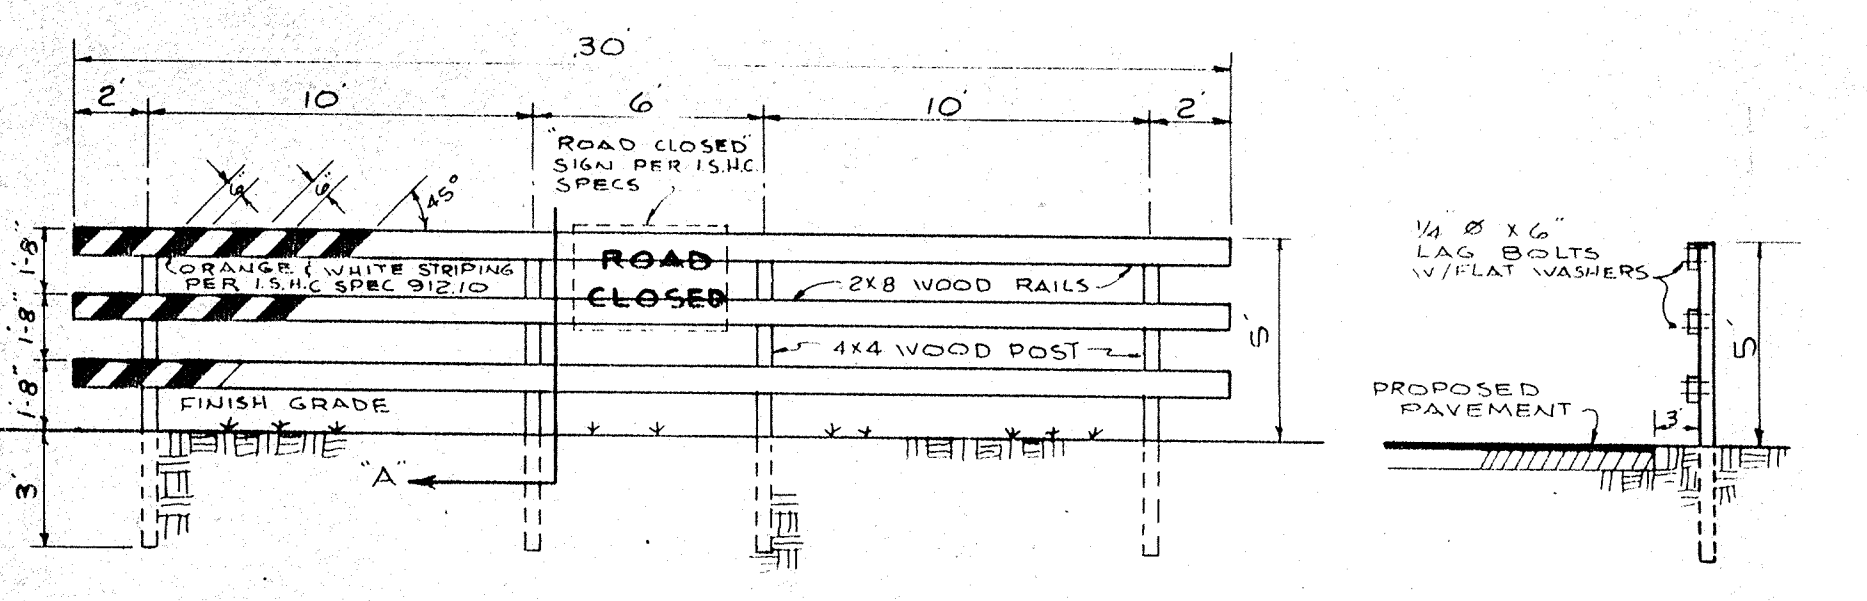 30'
2' 10' 6' 10' 2'
"ROAD CLOSED"
SIGN PER I.S.H.C.
SPECS
6" 6" 45°
1'-8"
1'-8"
1'-8"
3'
ORANGE & WHITE STRIPING
PER I.S.H.C SPEC 912.10
ROAD
CLOSED
2X8 WOOD RAILS
4X4 WOOD POST
FINISH GRADE
"A"
5'
1/4" Ø X 6"
LAG BOLTS
W/FLAT WASHERS
5'
PROPOSED
PAVEMENT
3'